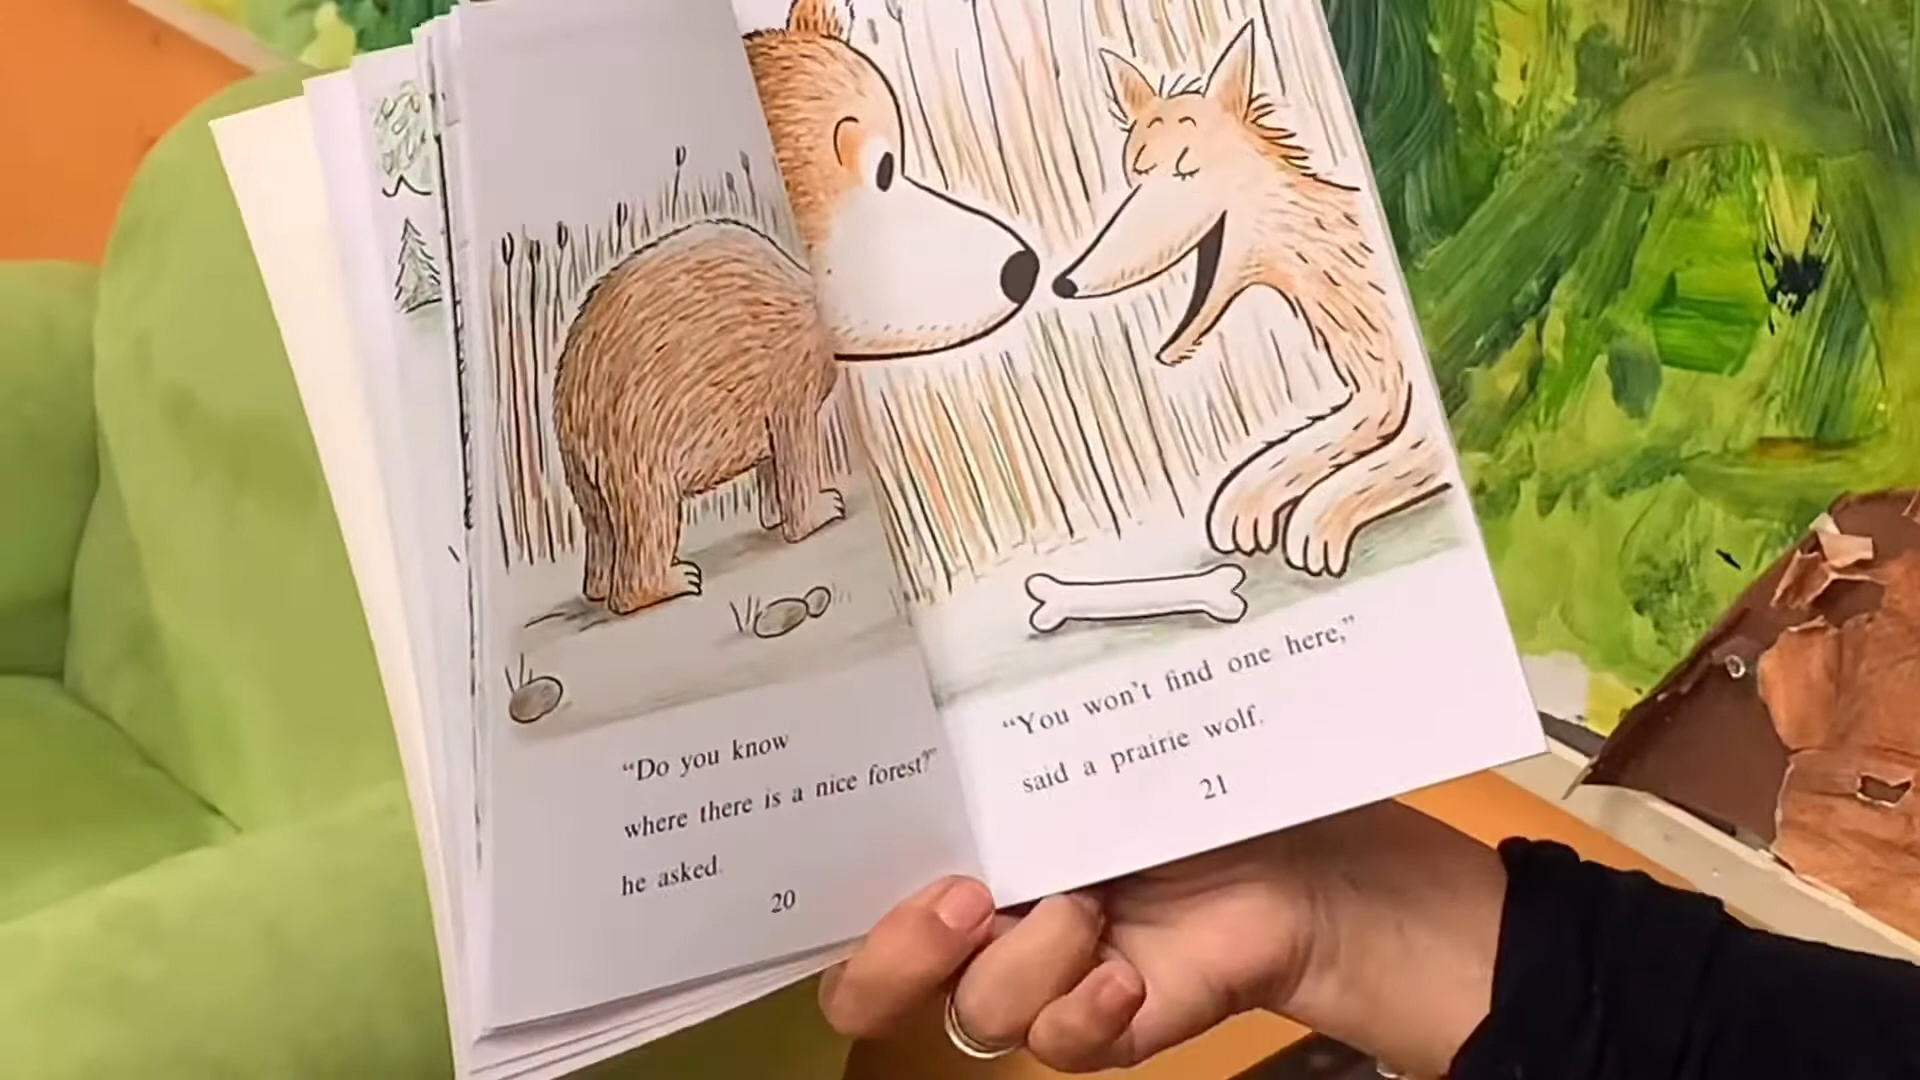 “Do you know
where there is a nice forest?”
he asked.
20
“You won’t find one here,”
said a prairie wolf.
21